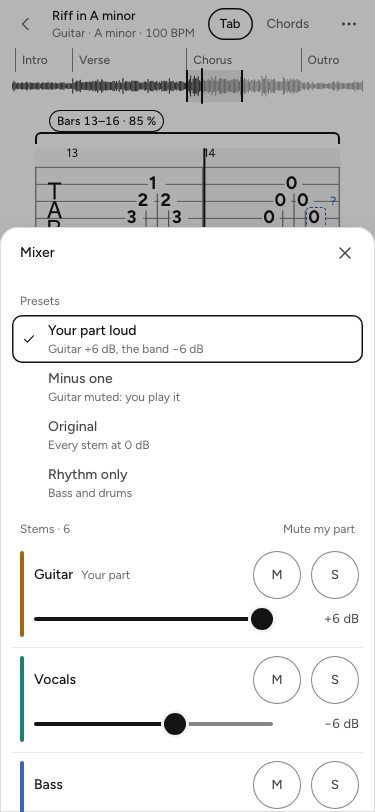 Riff in A minor
Guitar · A minor · 100 BPM
Tab
Chords
Intro
Verse
Chorus
Outro
Bars 13–16 · 85 %
13
14
1
0
2 2
0 0 ?
3 3
0 0
T
A
B
Mixer
Presets
Your part loud
Guitar +6 dB, the band −6 dB
Minus one
Guitar muted: you play it
Original
Every stem at 0 dB
Rhythm only
Bass and drums
Stems · 6
Mute my part
Guitar Your part
M
S
+6 dB
Vocals
M
S
−6 dB
Bass
M
S